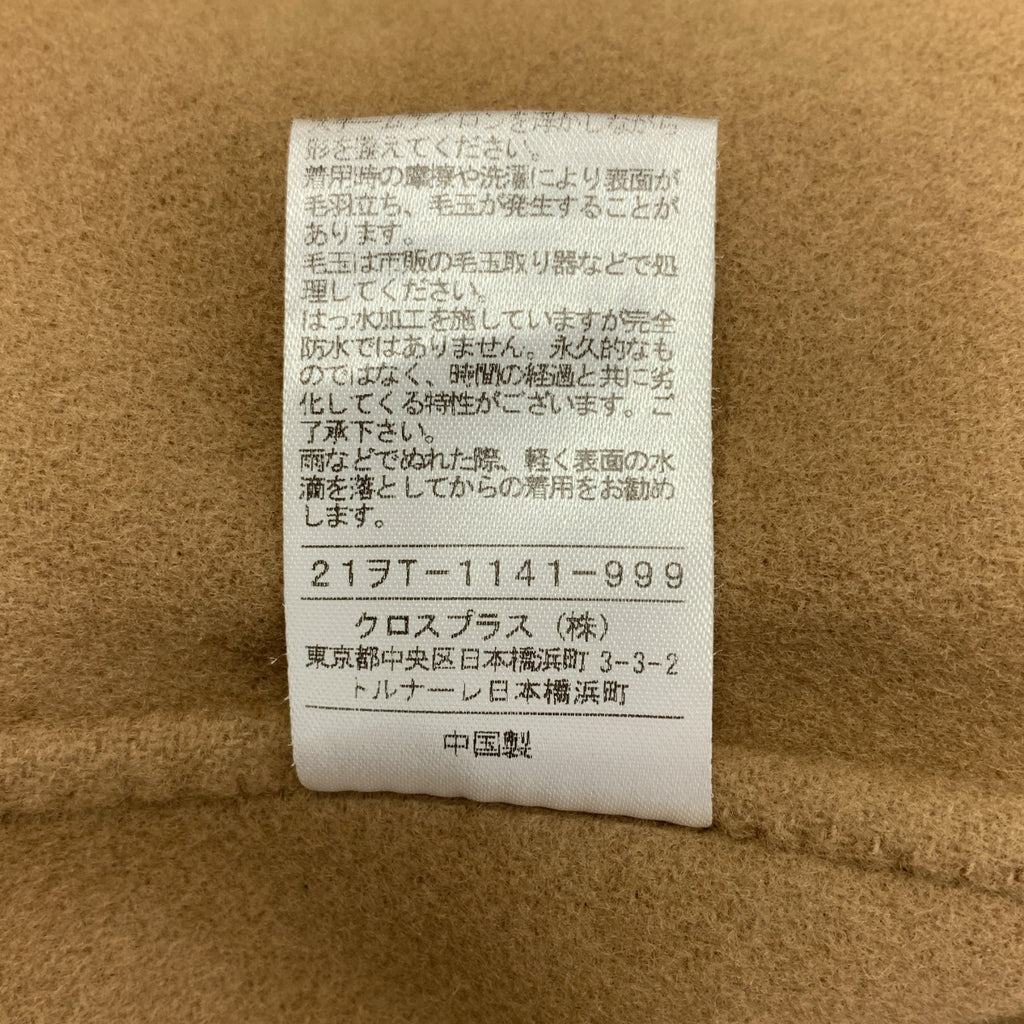 を浮かしながら
形を整えてください。
着用時の摩擦や洗濯により表面が
毛羽立ち、毛玉が発生することが
あります。
毛玉は市販の毛玉取り器などで処
理してください。
はっ水加工を施していますが完全
防水ではありません。永久的なも
のではなく、時間の経過と共に劣
化してくる特性がございます。ご
了承下さい。
雨などでぬれた際、軽く表面の水
滴を落としてからの着用をお勧め
します。
21ヲT-1141-999
クロスプラス（株）
東京都中央区日本橋浜町 3-3-2
トルナーレ日本橋浜町
中国製